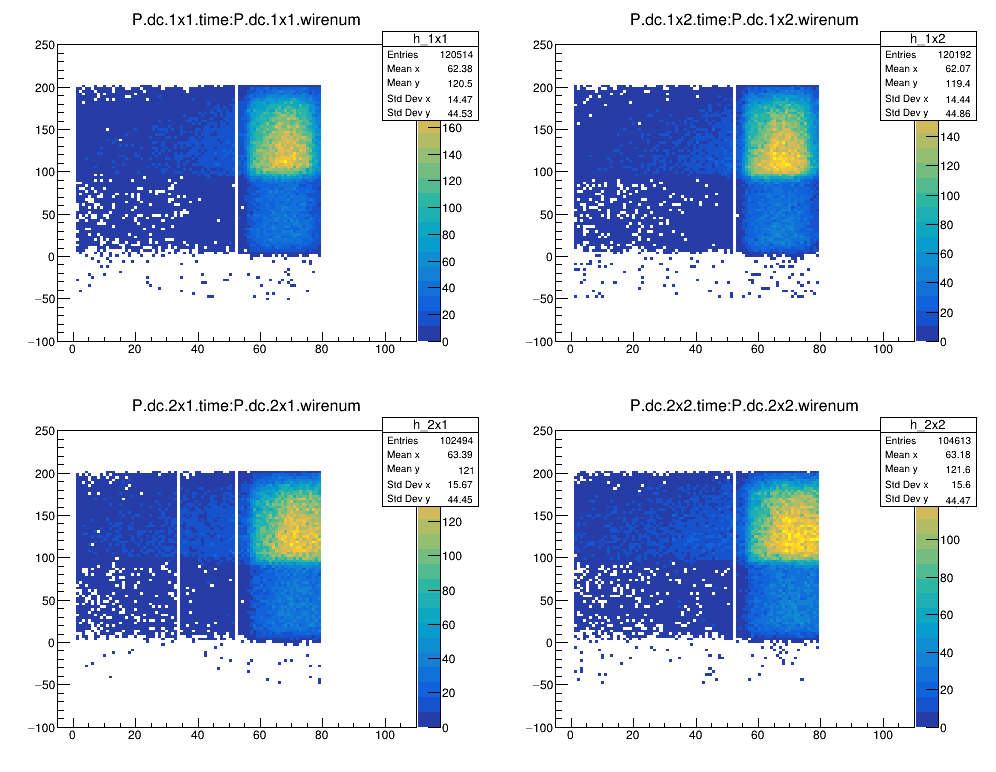 P.dc.1x1.time:P.dc.1x1.wirenum
h_1x1
Entries 120514
Mean x 62.38
Mean y 120.5
Std Dev x 14.47
Std Dev y 44.53
250
200
150
100
50
0
−50
−100
0 20 40 60 80 100
160
140
120
100
80
60
40
20
0
P.dc.1x2.time:P.dc.1x2.wirenum
h_1x2
Entries 120192
Mean x 62.07
Mean y 119.4
Std Dev x 14.44
Std Dev y 44.86
250
200
150
100
50
0
−50
−100
0 20 40 60 80 100
140
120
100
80
60
40
20
0
P.dc.2x1.time:P.dc.2x1.wirenum
h_2x1
Entries 102494
Mean x 63.39
Mean y 121
Std Dev x 15.67
Std Dev y 44.45
250
200
150
100
50
0
−50
−100
0 20 40 60 80 100
120
100
80
60
40
20
0
P.dc.2x2.time:P.dc.2x2.wirenum
h_2x2
Entries 104613
Mean x 63.18
Mean y 121.6
Std Dev x 15.6
Std Dev y 44.47
250
200
150
100
50
0
−50
−100
0 20 40 60 80 100
100
80
60
40
20
0